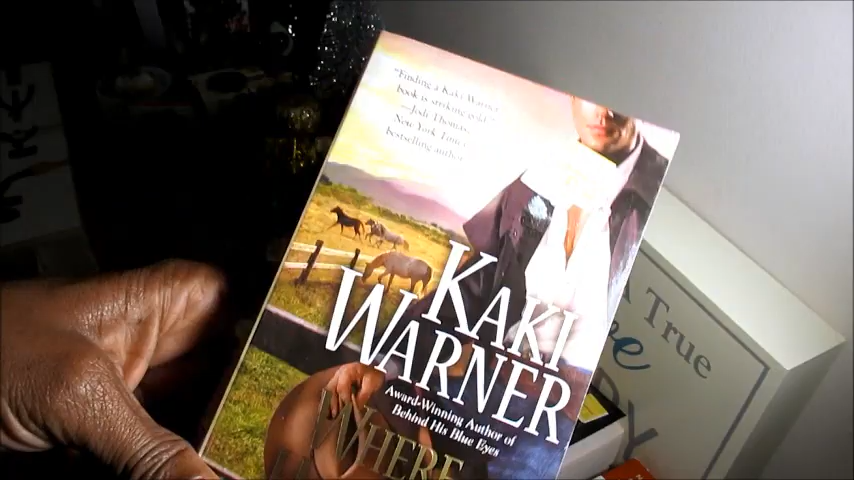 "Finding a Kaki Warner
book is striking gold."
—Jodi Thomas,
New York Times
bestselling author
KAKI
WARNER
Award-Winning Author of
Behind His Blue Eyes
WHERE
A True